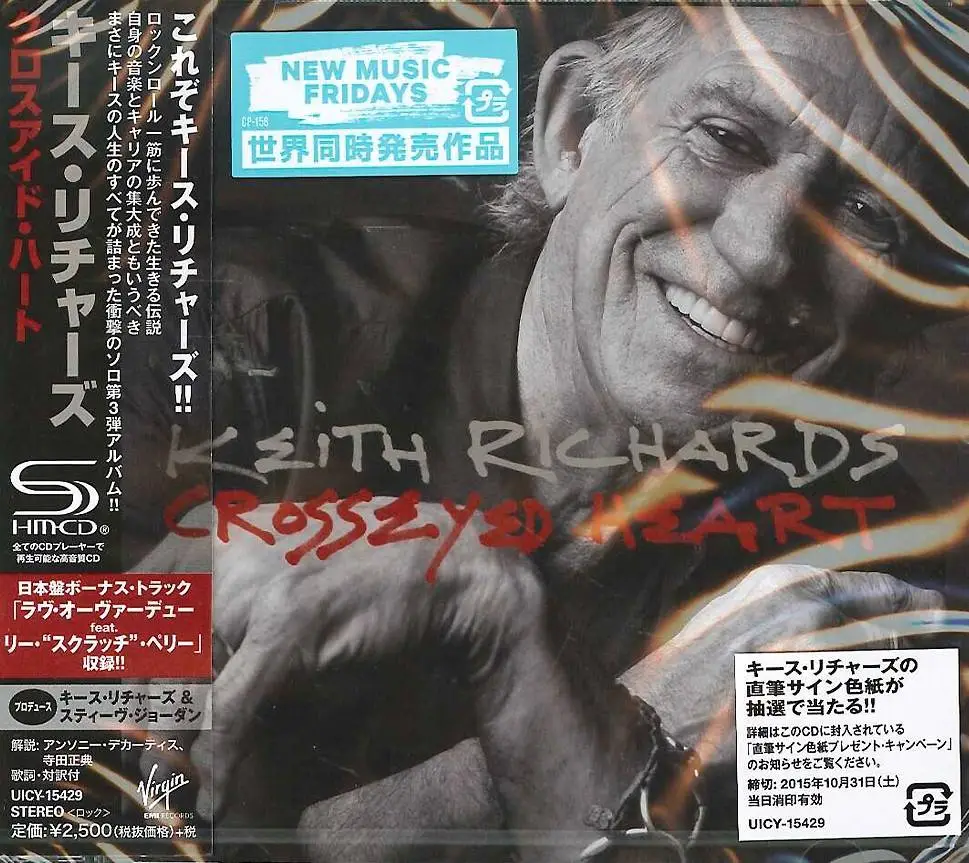 これぞキース・リチャーズ!!
ロックンロール一筋に歩んできた生きる伝説
自身の音楽とキャリアの集大成ともいうべき
まさにキースの人生のすべてが詰まった衝撃のソロ第3弾アルバム!!
キース・リチャーズ
クロスアイド・ハート
SHM-CD®
全てのCDプレーヤーで
再生可能な高音質CD
日本盤ボーナス・トラック
「ラヴ・オーヴァーデュー
feat.
リー・“スクラッチ”・ペリー」
収録!!
プロデュース
キース・リチャーズ &
スティーヴ・ジョーダン
解説: アンソニー・デカーティス、
寺田正典
歌詞・対訳付
UICY-15429
STEREO <ロック>
定価:¥2,500(税抜価格)+税
Virgin
EMI RECORDS
NEW MUSIC
FRIDAYS
プラ
CP-156
世界同時発売作品
KEITH RICHARDS
CROSSEYED HEART
キース・リチャーズの
直筆サイン色紙が
抽選で当たる!!
詳細はこのCDに封入されている
「直筆サイン色紙プレゼント・キャンペーン」
のお知らせをご覧ください。
締切: 2015年10月31日(土)
当日消印有効
UICY-15429
プラ